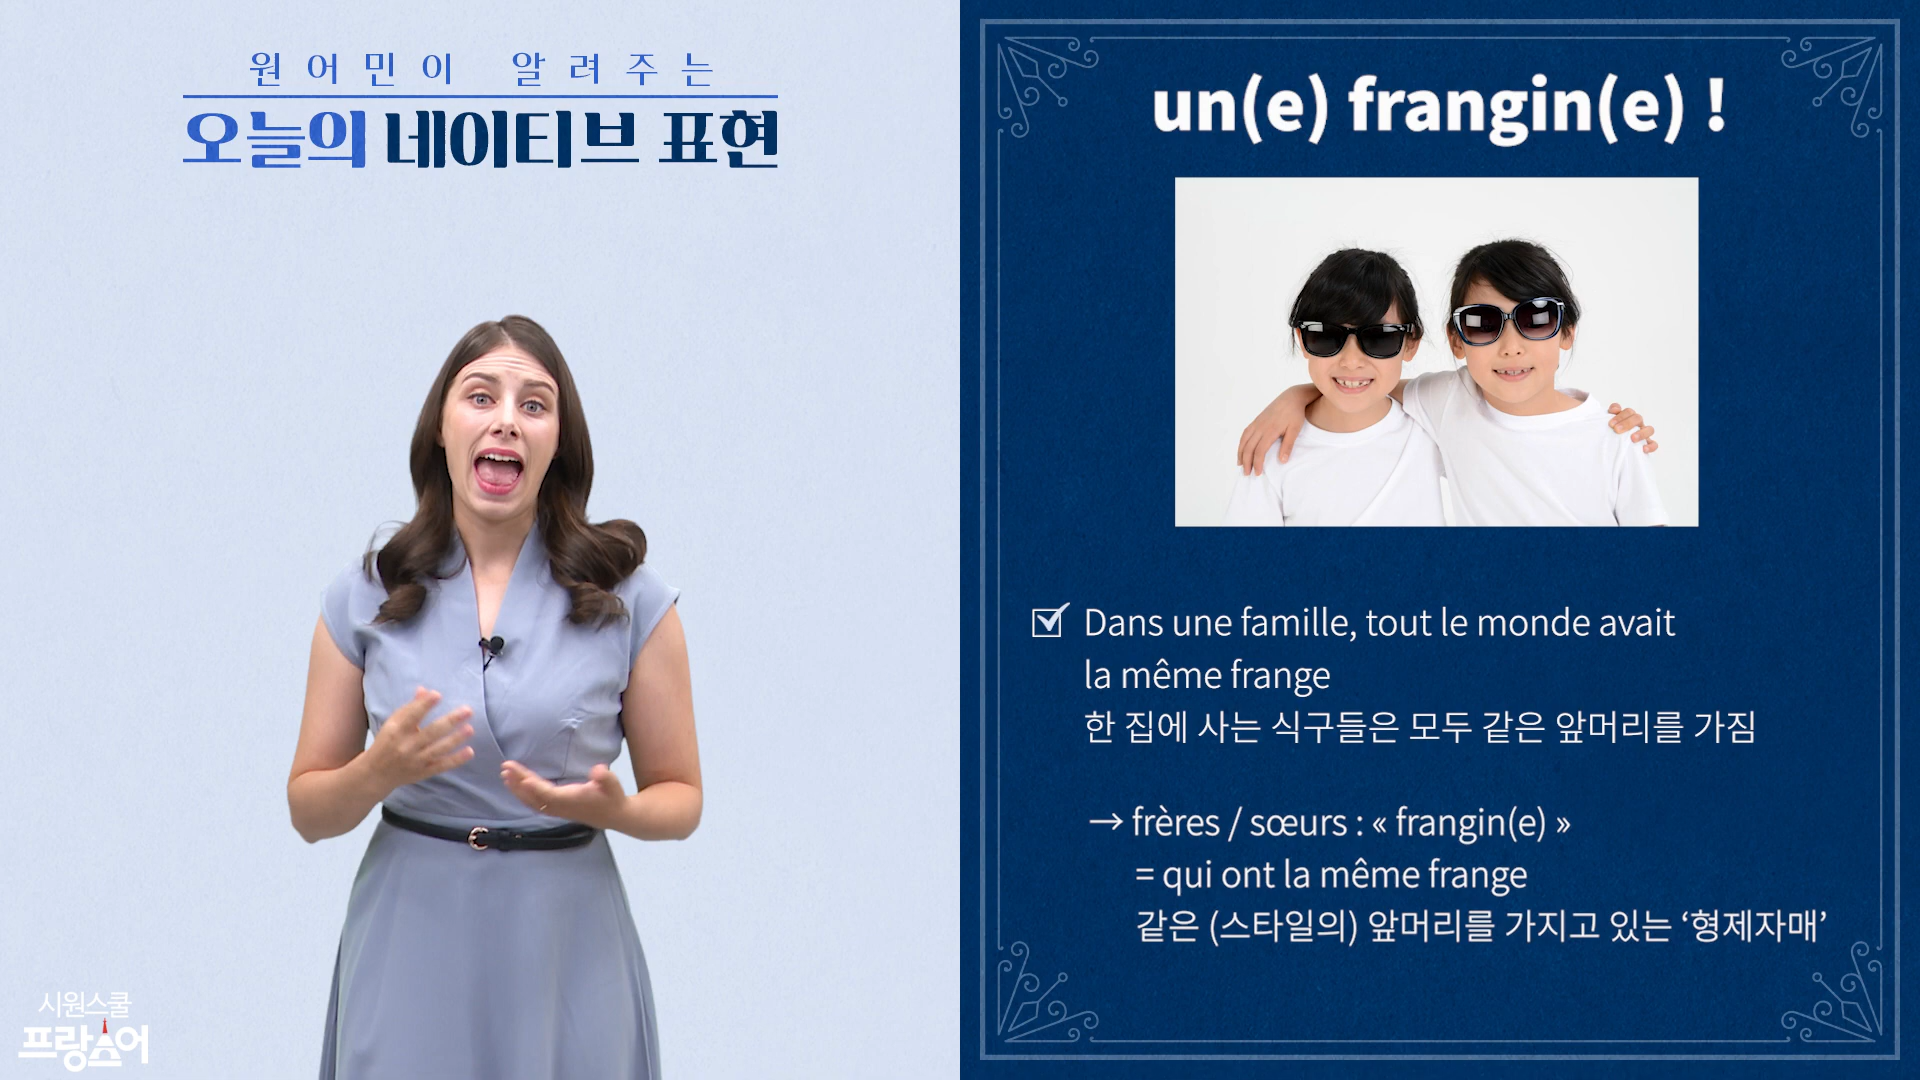 원어민이 알려주는
오늘의 네이티브 표현
시원스쿨
프랑스어
un(e) frangin(e) !
Dans une famille, tout le monde avait
la même frange
한 집에 사는 식구들은 모두 같은 앞머리를 가짐
→ frères / sœurs : « frangin(e) »
= qui ont la même frange
같은 (스타일의) 앞머리를 가지고 있는 ‘형제자매’